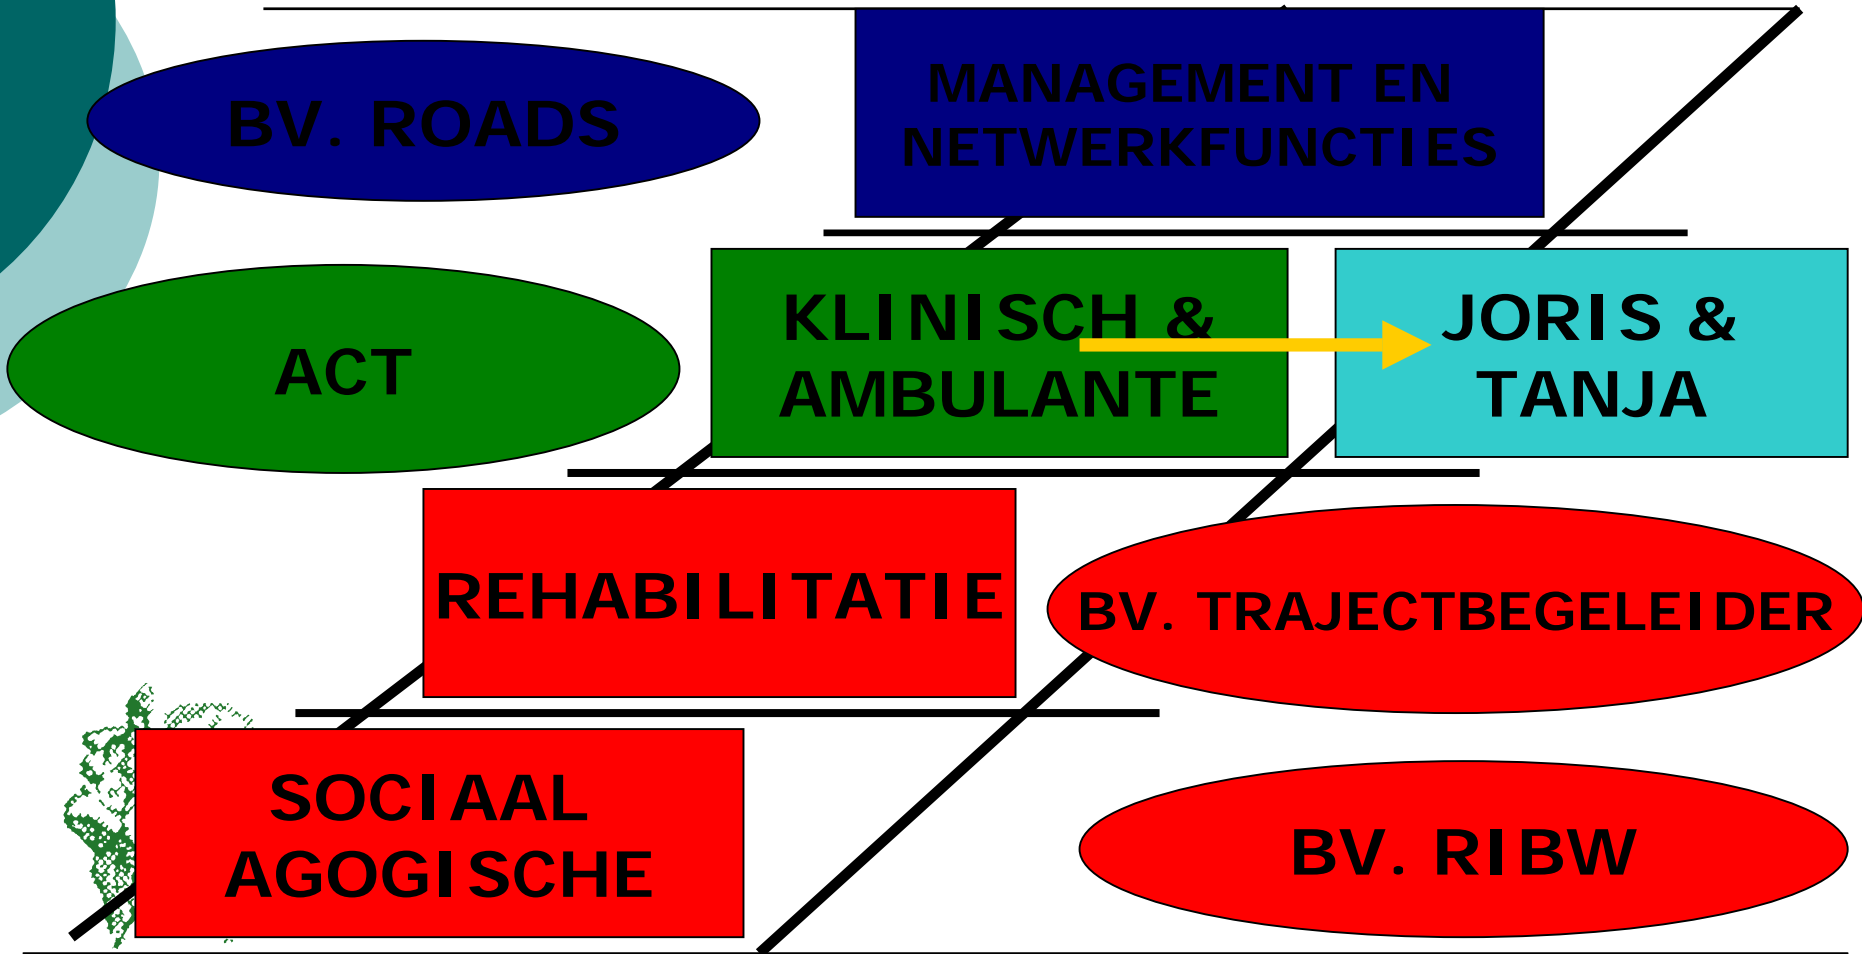 BV. ROADS
MANAGEMENT EN
NETWERKFUNCTIES
ACT
KLINISCH &
AMBULANTE
JORIS &
TANJA
REHABILITATIE
BV. TRAJECTBEGELEIDER
SOCIAAL
AGOGISCHE
BV. RIBW